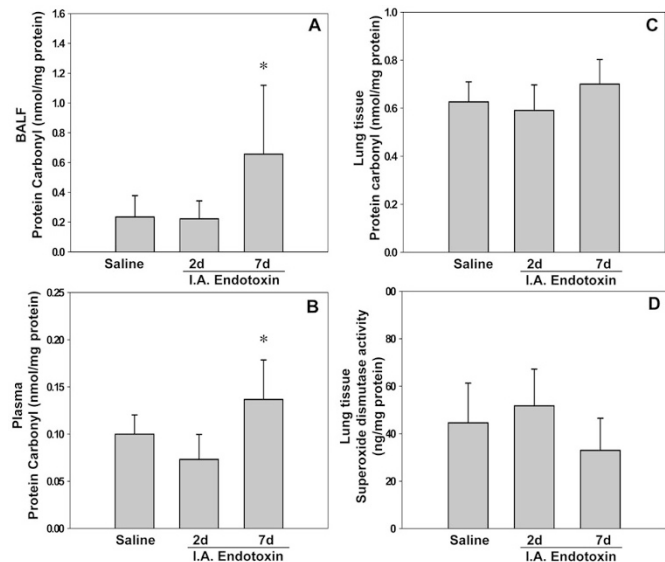 A
BALF
Protein Carbonyl (nmol/mg protein)
1.6
1.4
1.2
1.0
0.8
0.6
0.4
0.2
0.0
*
Saline
2d
7d
I.A. Endotoxin
B
Plasma
Protein Carbonyl (nmol/mg protein)
0.25
0.20
0.15
0.10
0.05
0.00
*
Saline
2d
7d
I.A. Endotoxin
C
Lung tissue
Protein carbonyl (nmol/mg protein)
1.0
0.8
0.6
0.4
0.2
0.0
Saline
2d
7d
I.A. Endotoxin
D
Lung tissue
Superoxide dismutase activity
(ng/mg protein)
00
80
60
40
20
00
Saline
2d
7d
I.A. Endotoxin